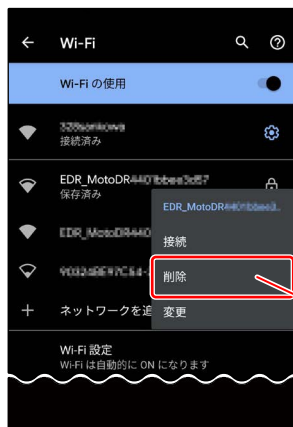 Wi-Fi
Wi-Fi の使用
接続済み
EDR_MotoDR
保存済み
EDR_MotoDR
接続
削除
ネットワークを追
変更
Wi-Fi 設定
Wi-Fi は自動的に ON になります